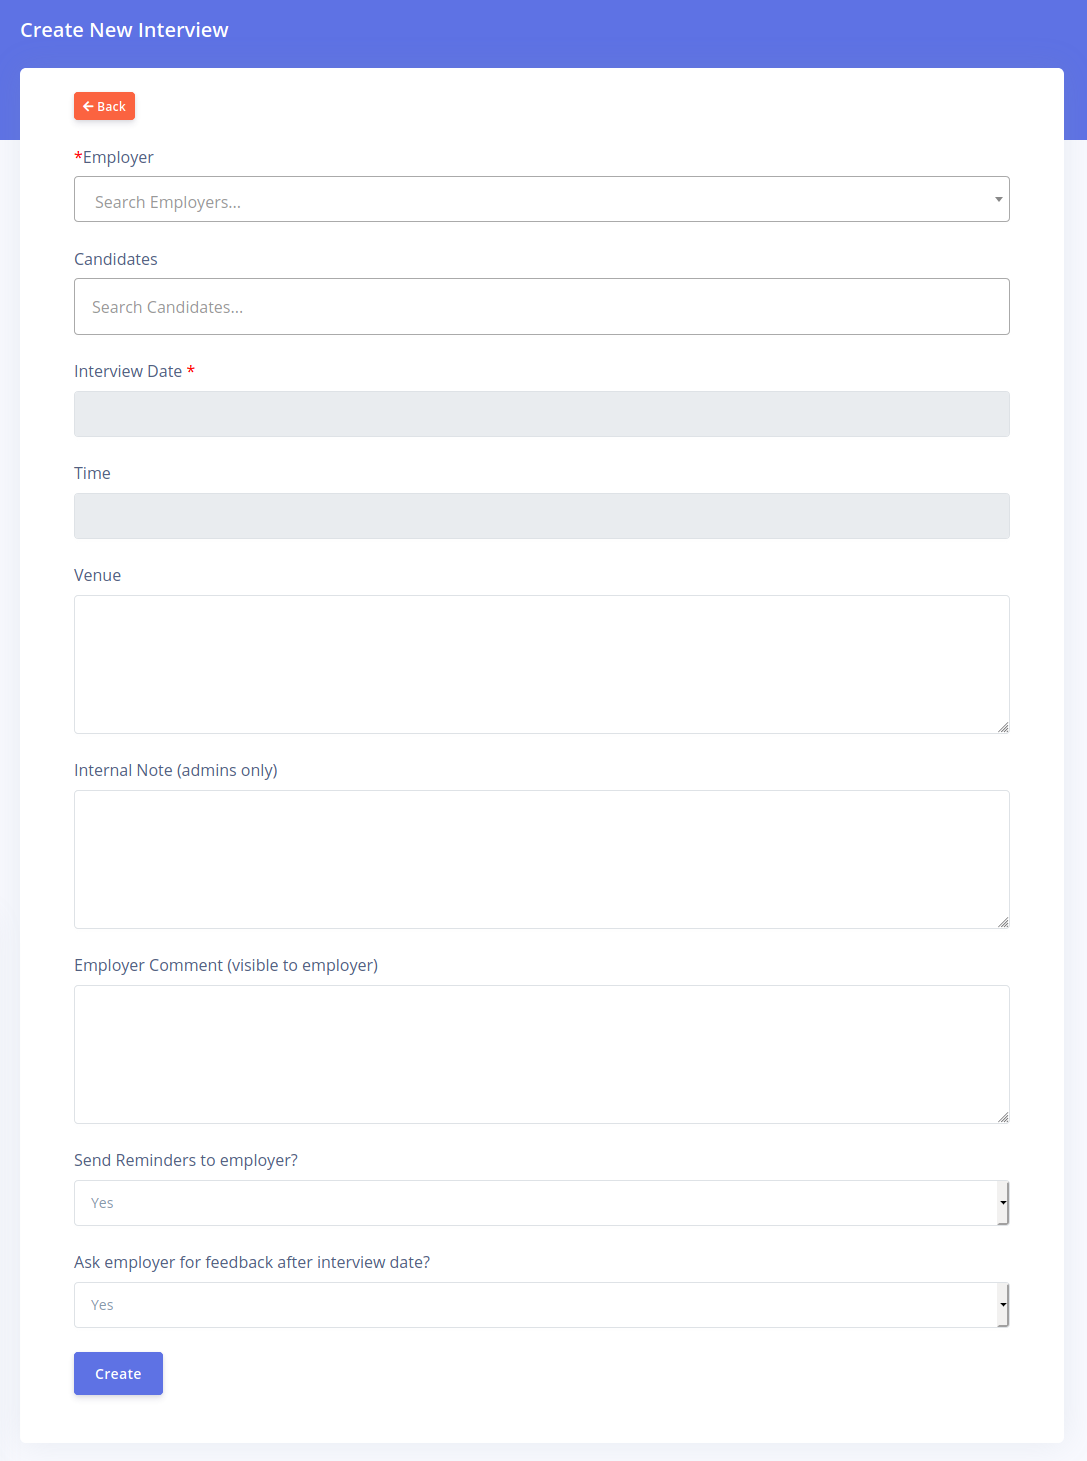 Create New Interview
Back
*Employer
Search Employers...
Candidates
Search Candidates...
Interview Date *
Time
Venue
Internal Note (admins only)
Employer Comment (visible to employer)
Send Reminders to employer?
Yes
Ask employer for feedback after interview date?
Yes
Create